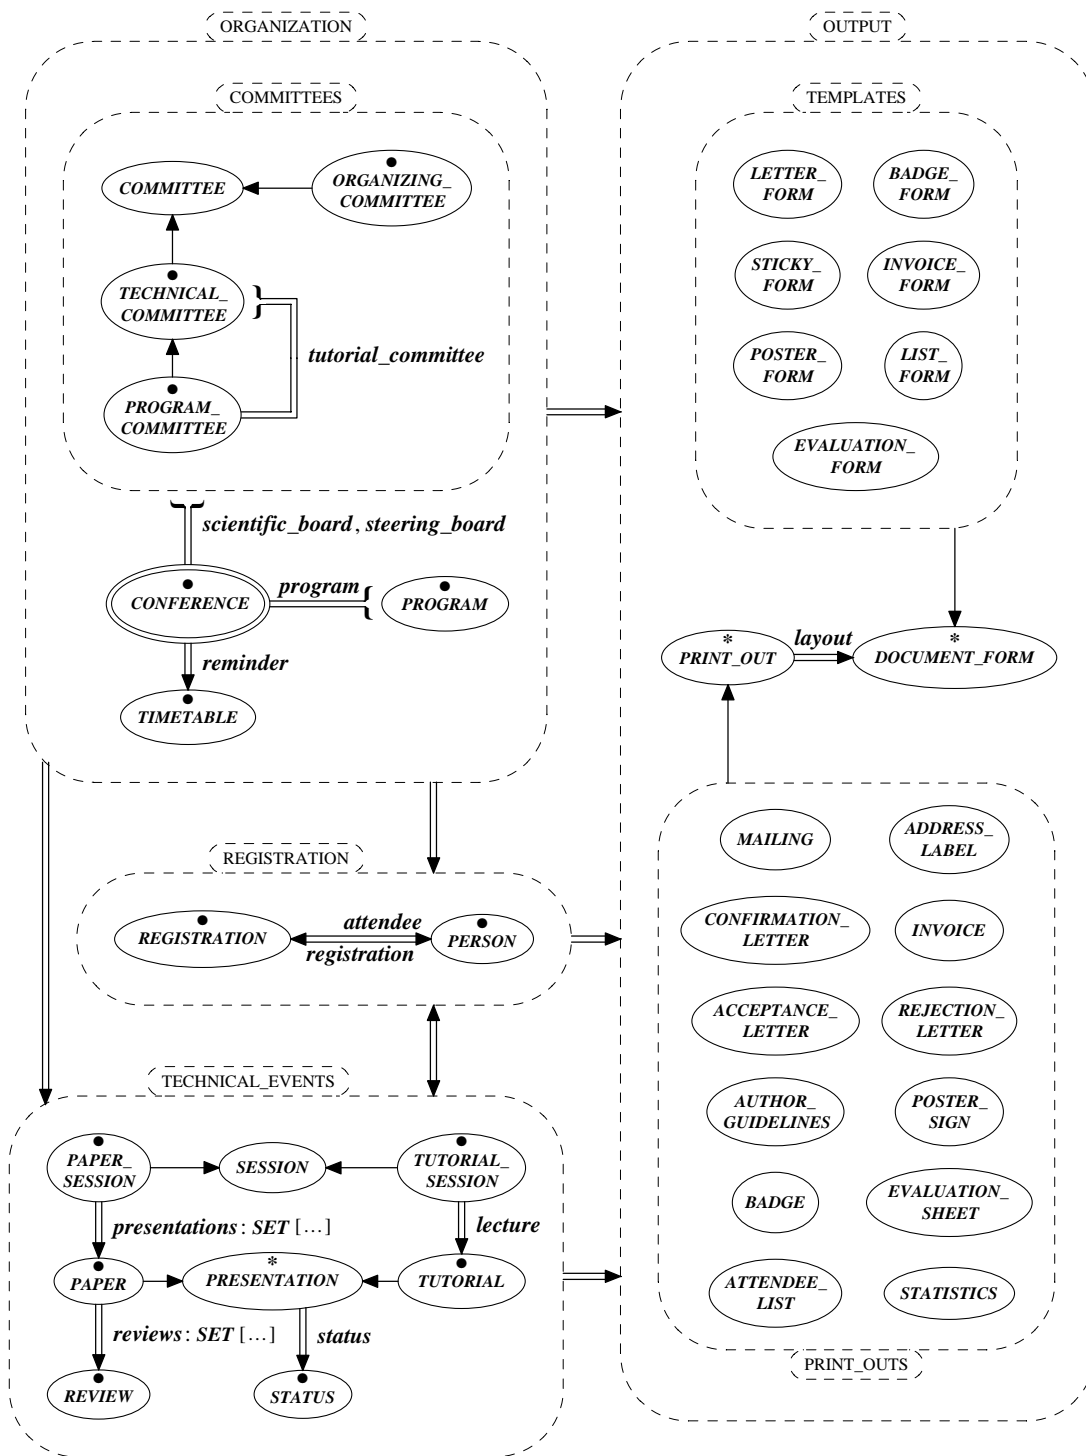 ORGANIZATION
COMMITTEES
COMMITTEE
ORGANIZING_
COMMITTEE
TECHNICAL_
COMMITTEE
tutorial_committee
PROGRAM_
COMMITTEE
scientific_board, steering_board
CONFERENCE
program
PROGRAM
reminder
TIMETABLE
REGISTRATION
REGISTRATION
attendee
registration
PERSON
TECHNICAL_EVENTS
PAPER_
SESSION
SESSION
TUTORIAL_
SESSION
presentations: SET [...]
lecture
PAPER
*
PRESENTATION
TUTORIAL
reviews: SET [...]
status
REVIEW
STATUS
OUTPUT
TEMPLATES
LETTER_
FORM
BADGE_
FORM
STICKY_
FORM
INVOICE_
FORM
POSTER_
FORM
LIST_
FORM
EVALUATION_
FORM
*
PRINT_OUT
layout
*
DOCUMENT_FORM
MAILING
ADDRESS_
LABEL
CONFIRMATION_
LETTER
INVOICE
ACCEPTANCE_
LETTER
REJECTION_
LETTER
AUTHOR_
GUIDELINES
POSTER_
SIGN
BADGE
EVALUATION_
SHEET
ATTENDEE_
LIST
STATISTICS
PRINT_OUTS